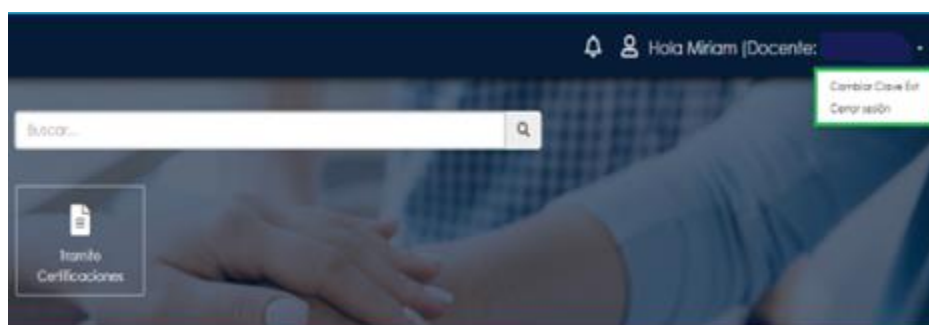 Hola Miriam (Docente:
Cambiar Clave Ext
Cerrar sesión
Buscar...
Tramite
Certificaciones